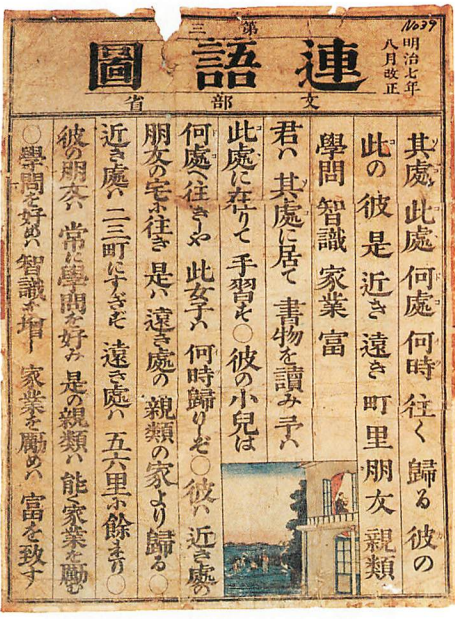 No39
明治七年
八月改正
第三
連語圖
文部省
其處 此處 何處 何時 往く 歸る 彼の
此の 彼 是 近き 遠き 町 里 朋友 親類
學問 智識 家業 富
君ハ 其處に居て 書物を讀み 予ハ
此處に在りて 手習せり○彼の小兒は
何處へ往きしや 此女子ハ 何時歸りしぞ○彼ハ 近き處の
朋友の宅に往き 是ハ 遠き處の 親類の家より歸る○
近き處ハ 二三町にすぎず 遠き處ハ 五六里に餘まり○
彼の朋友ハ 常に學問を好み 是の親類ハ 能く家業を勵む
○學問を好めハ 智識を增し 家業を勵めハ 富を致す